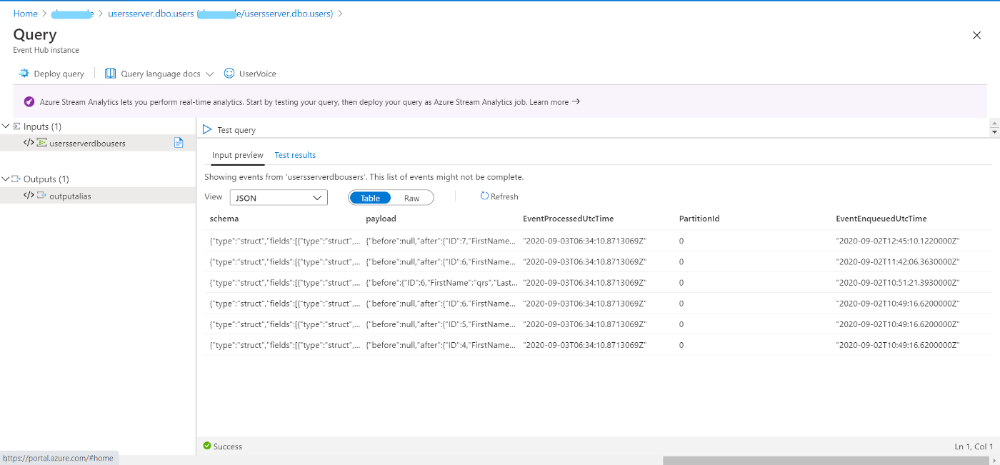 Home > > usersserver.dbo.users ( e/usersserver.dbo.users) >
Query
Event Hub instance
Deploy query Query language docs UserVoice
Azure Stream Analytics lets you perform real-time analytics. Start by testing your query, then deploy your query as Azure Stream Analytics job. Learn more →
Inputs (1)
</> usersserverdbousers
Outputs (1)
</> outputalias
Test query
Input preview Test results
Showing events from 'usersserverdbousers'. This list of events might not be complete.
View JSON Table Raw Refresh
schema payload EventProcessedUtcTime PartitionId EventEnqueuedUtcTime
{"type":"struct","fields":[{"type":"struct",... {"before":null,"after":{"ID":7,"FirstName... "2020-09-03T06:34:10.8713069Z" 0 "2020-09-02T12:45:10.1220000Z"
{"type":"struct","fields":[{"type":"struct",... {"before":null,"after":{"ID":6,"FirstName... "2020-09-03T06:34:10.8713069Z" 0 "2020-09-02T11:42:06.3630000Z"
{"type":"struct","fields":[{"type":"struct",... {"before":{"ID":6,"FirstName":"qrs","Last... "2020-09-03T06:34:10.8713069Z" 0 "2020-09-02T10:51:21.3930000Z"
{"type":"struct","fields":[{"type":"struct",... {"before":null,"after":{"ID":6,"FirstName... "2020-09-03T06:34:10.8713069Z" 0 "2020-09-02T10:49:16.6200000Z"
{"type":"struct","fields":[{"type":"struct",... {"before":null,"after":{"ID":5,"FirstName... "2020-09-03T06:34:10.8713069Z" 0 "2020-09-02T10:49:16.6200000Z"
{"type":"struct","fields":[{"type":"struct",... {"before":null,"after":{"ID":4,"FirstName... "2020-09-03T06:34:10.8713069Z" 0 "2020-09-02T10:49:16.6200000Z"
Success Ln 1, Col 1
https://portal.azure.com/#home